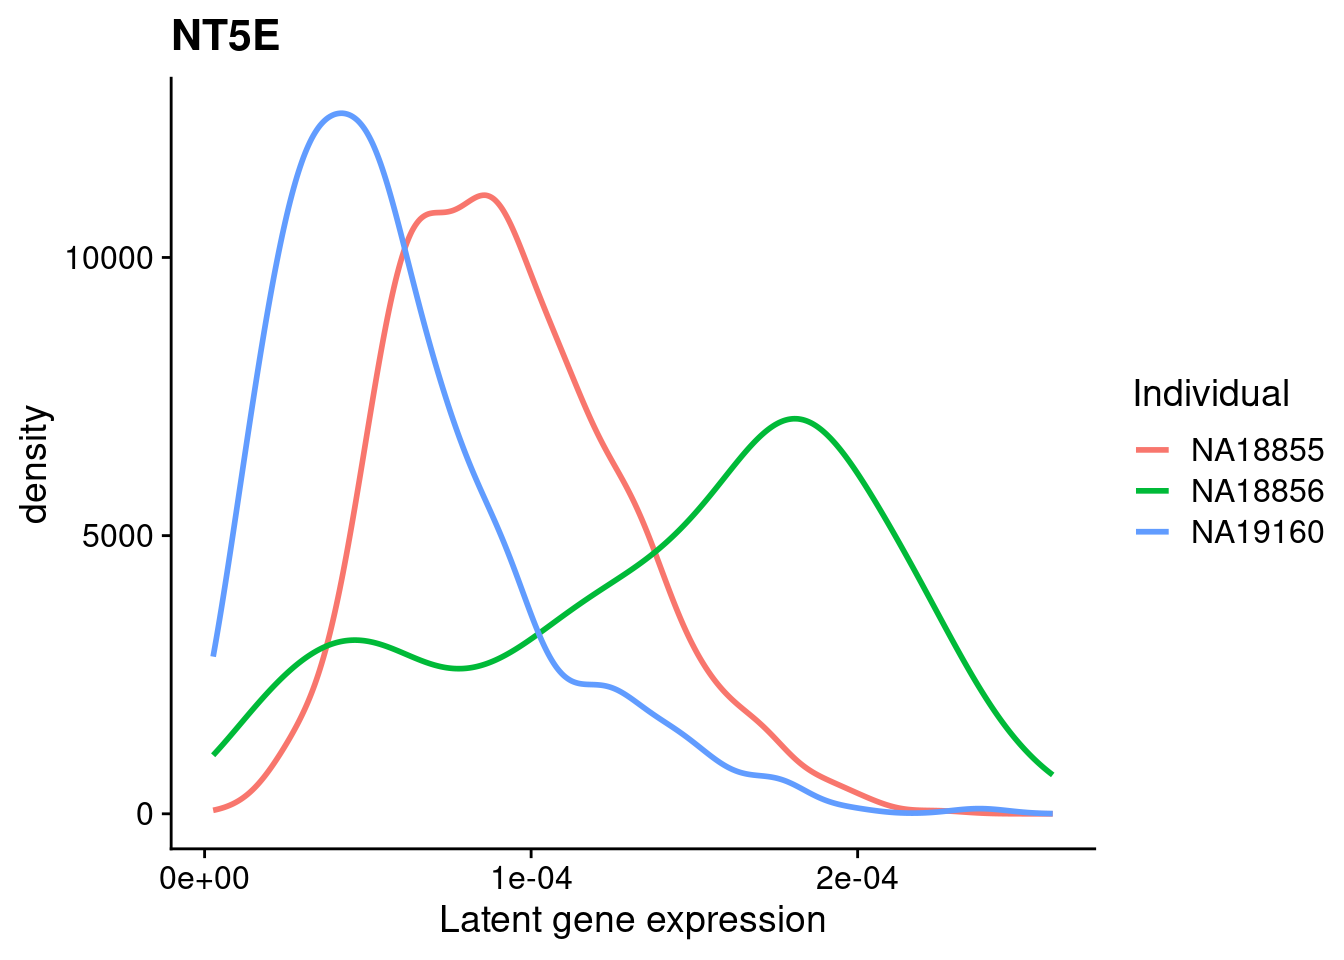 NT5E
density
10000
5000
0
0e+00
1e-04
2e-04
Latent gene expression
Individual
NA18855
NA18856
NA19160